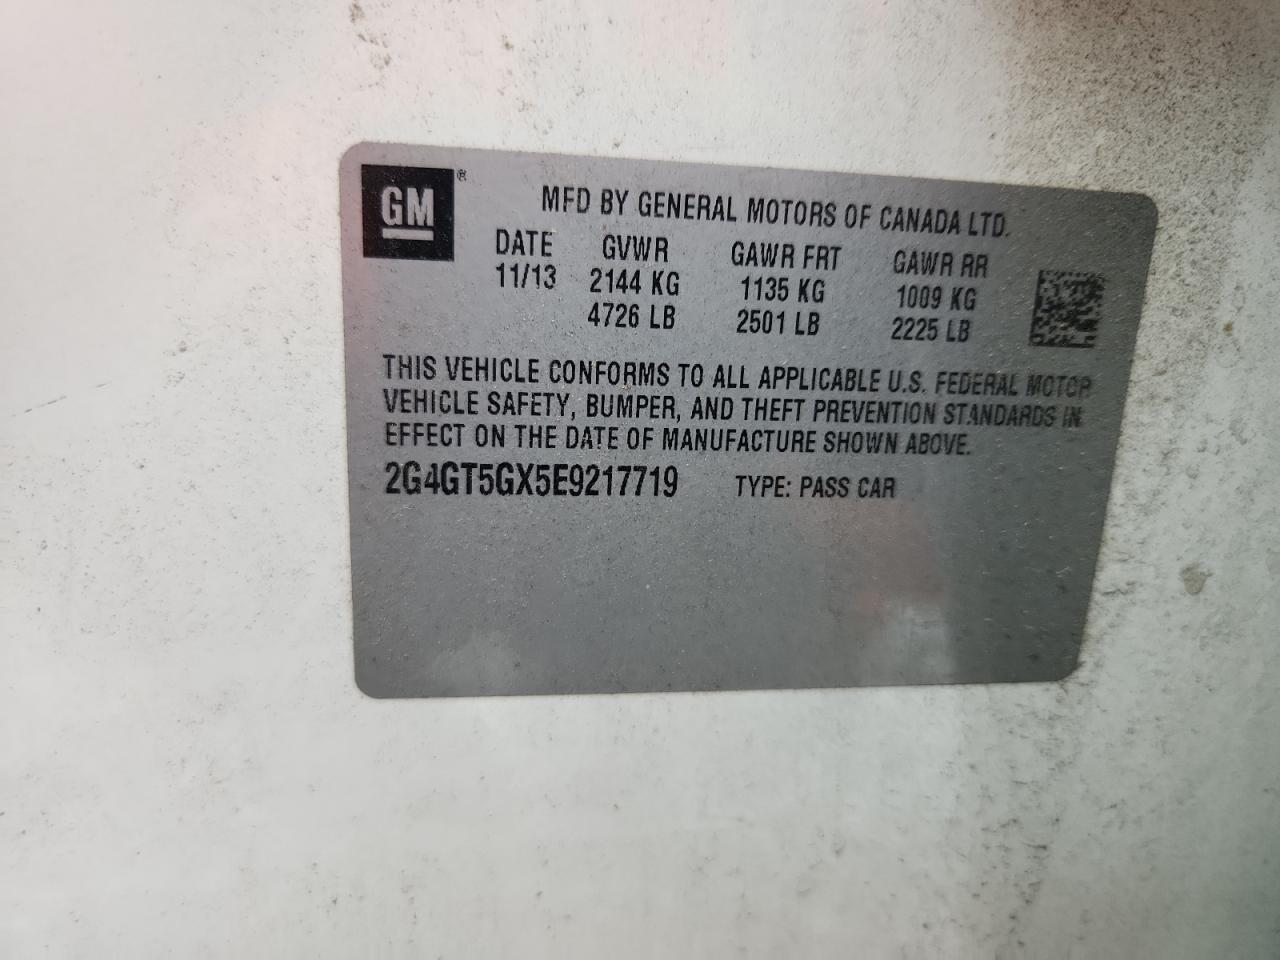 GM ®
MFD BY GENERAL MOTORS OF CANADA LTD.
DATE GVWR GAWR FRT GAWR RR
11/13 2144 KG 1135 KG 1009 KG
4726 LB 2501 LB 2225 LB
THIS VEHICLE CONFORMS TO ALL APPLICABLE U.S. FEDERAL MOTOR
VEHICLE SAFETY, BUMPER, AND THEFT PREVENTION STANDARDS IN
EFFECT ON THE DATE OF MANUFACTURE SHOWN ABOVE.
2G4GT5GX5E9217719 TYPE: PASS CAR